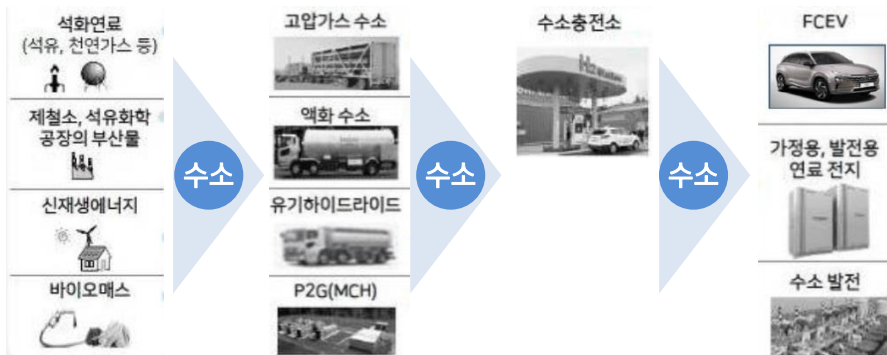 석화연료
(석유, 천연가스 등)
제철소, 석유화학
공장의 부산물
신재생에너지
바이오매스
수소
고압가스 수소
액화 수소
유기하이드라이드
P2G(MCH)
수소
수소충전소
수소
FCEV
가정용, 발전용
연료 전지
수소 발전